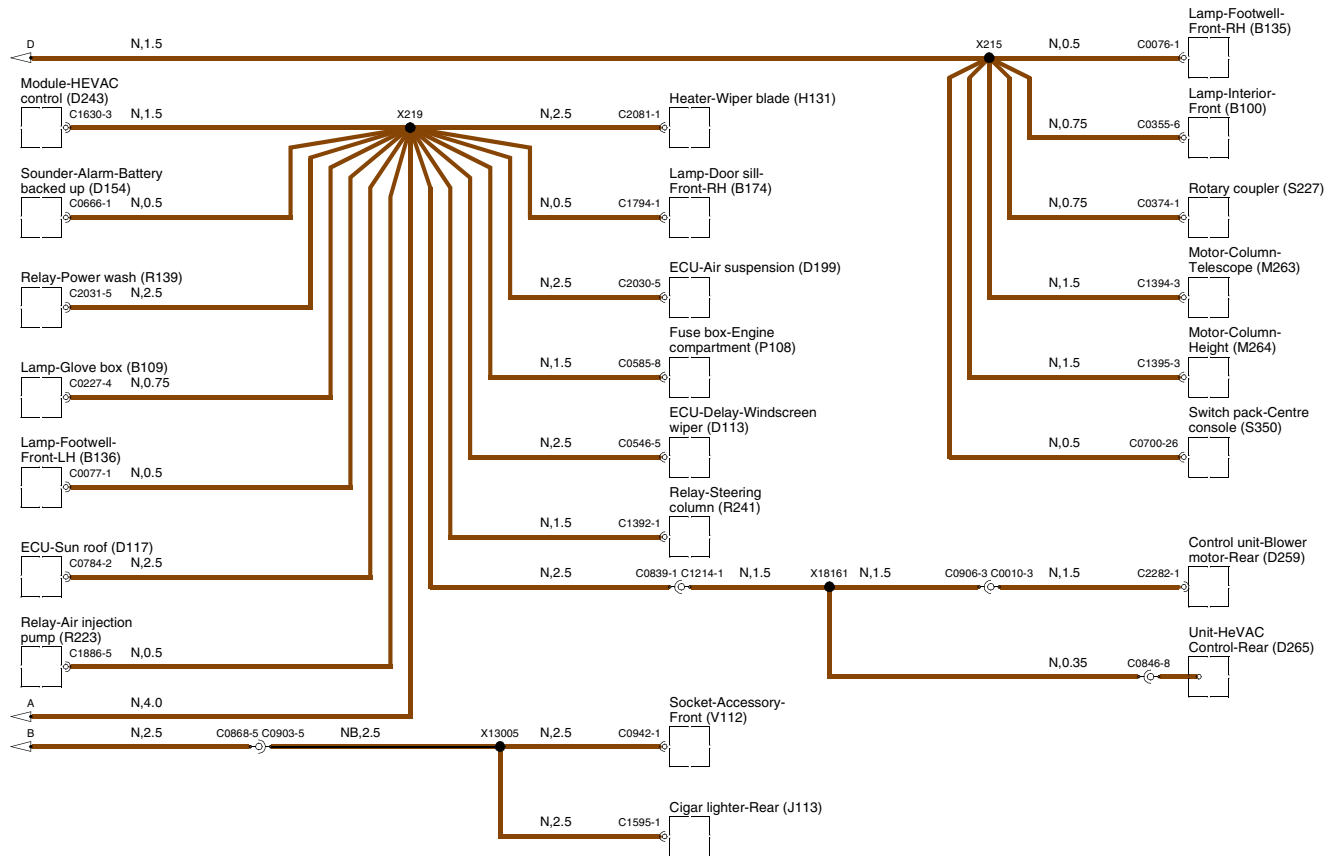 D
N,1.5
X215
N,0.5
C0076-1
Lamp-Footwell-
Front-RH (B135)
Module-HEVAC
control (D243)
C1630-3
N,1.5
X219
N,2.5
C2081-1
Heater-Wiper blade (H131)
N,0.75
C0355-6
Lamp-Interior-
Front (B100)
Sounder-Alarm-Battery
backed up (D154)
C0666-1
N,0.5
N,0.5
C1794-1
Lamp-Door sill-
Front-RH (B174)
N,0.75
C0374-1
Rotary coupler (S227)
Relay-Power wash (R139)
C2031-5
N,2.5
N,2.5
C2030-5
ECU-Air suspension (D199)
N,1.5
C1394-3
Motor-Column-
Telescope (M263)
Lamp-Glove box (B109)
C0227-4
N,0.75
N,1.5
C0585-8
Fuse box-Engine
compartment (P108)
N,1.5
C1395-3
Motor-Column-
Height (M264)
Lamp-Footwell-
Front-LH (B136)
C0077-1
N,0.5
N,2.5
C0546-5
ECU-Delay-Windscreen
wiper (D113)
N,0.5
C0700-26
Switch pack-Centre
console (S350)
N,1.5
C1392-1
Relay-Steering
column (R241)
ECU-Sun roof (D117)
C0784-2
N,2.5
N,2.5
C0839-1
C1214-1
N,1.5
X18161
N,1.5
C0906-3
C0010-3
N,1.5
C2282-1
Control unit-Blower
motor-Rear (D259)
Relay-Air injection
pump (R223)
C1886-5
N,0.5
N,0.35
C0846-8
Unit-HeVAC
Control-Rear (D265)
A
N,4.0
B
N,2.5
C0668-5
C0903-5
NB,2.5
X13005
N,2.5
C0942-1
Socket-Accessory-
Front (V112)
N,2.5
C1595-1
Cigar lighter-Rear (J113)